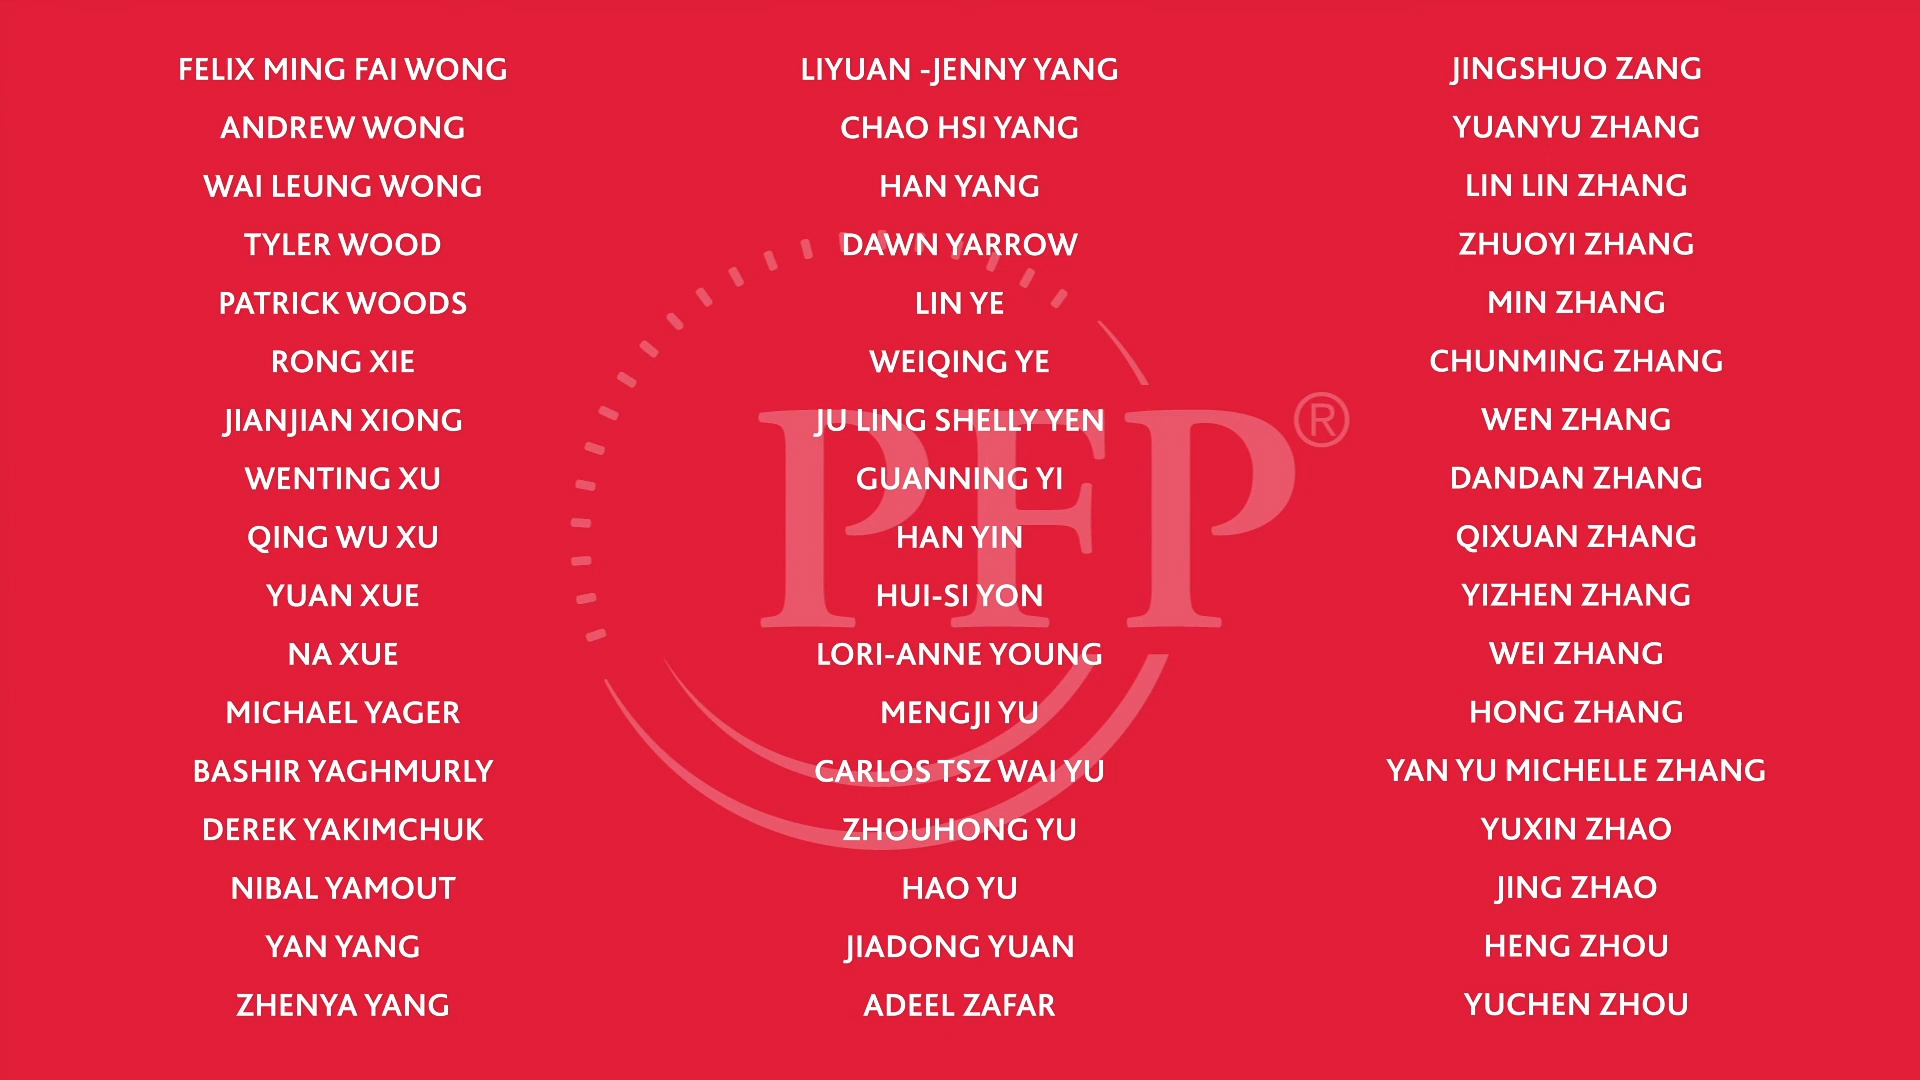 FELIX MING FAI WONG
ANDREW WONG
WAI LEUNG WONG
TYLER WOOD
PATRICK WOODS
RONG XIE
JIANJIAN XIONG
WENTING XU
QING WU XU
YUAN XUE
NA XUE
MICHAEL YAGER
BASHIR YAGHMURLY
DEREK YAKIMCHUK
NIBAL YAMOUT
YAN YANG
ZHENYA YANG
LIYUAN -JENNY YANG
CHAO HSI YANG
HAN YANG
DAWN YARROW
LIN YE
WEIQING YE
JU LING SHELLY YEN
GUANNING YI
HAN YIN
HUI-SI YON
LORI-ANNE YOUNG
MENGJI YU
CARLOS TSZ WAI YU
ZHOUHONG YU
HAO YU
JIADONG YUAN
ADEEL ZAFAR
JINGSHUO ZANG
YUANYU ZHANG
LIN LIN ZHANG
ZHUOYI ZHANG
MIN ZHANG
CHUNMING ZHANG
WEN ZHANG
DANDAN ZHANG
QIXUAN ZHANG
YIZHEN ZHANG
WEI ZHANG
HONG ZHANG
YAN YU MICHELLE ZHANG
YUXIN ZHAO
JING ZHAO
HENG ZHOU
YUCHEN ZHOU
PFP®